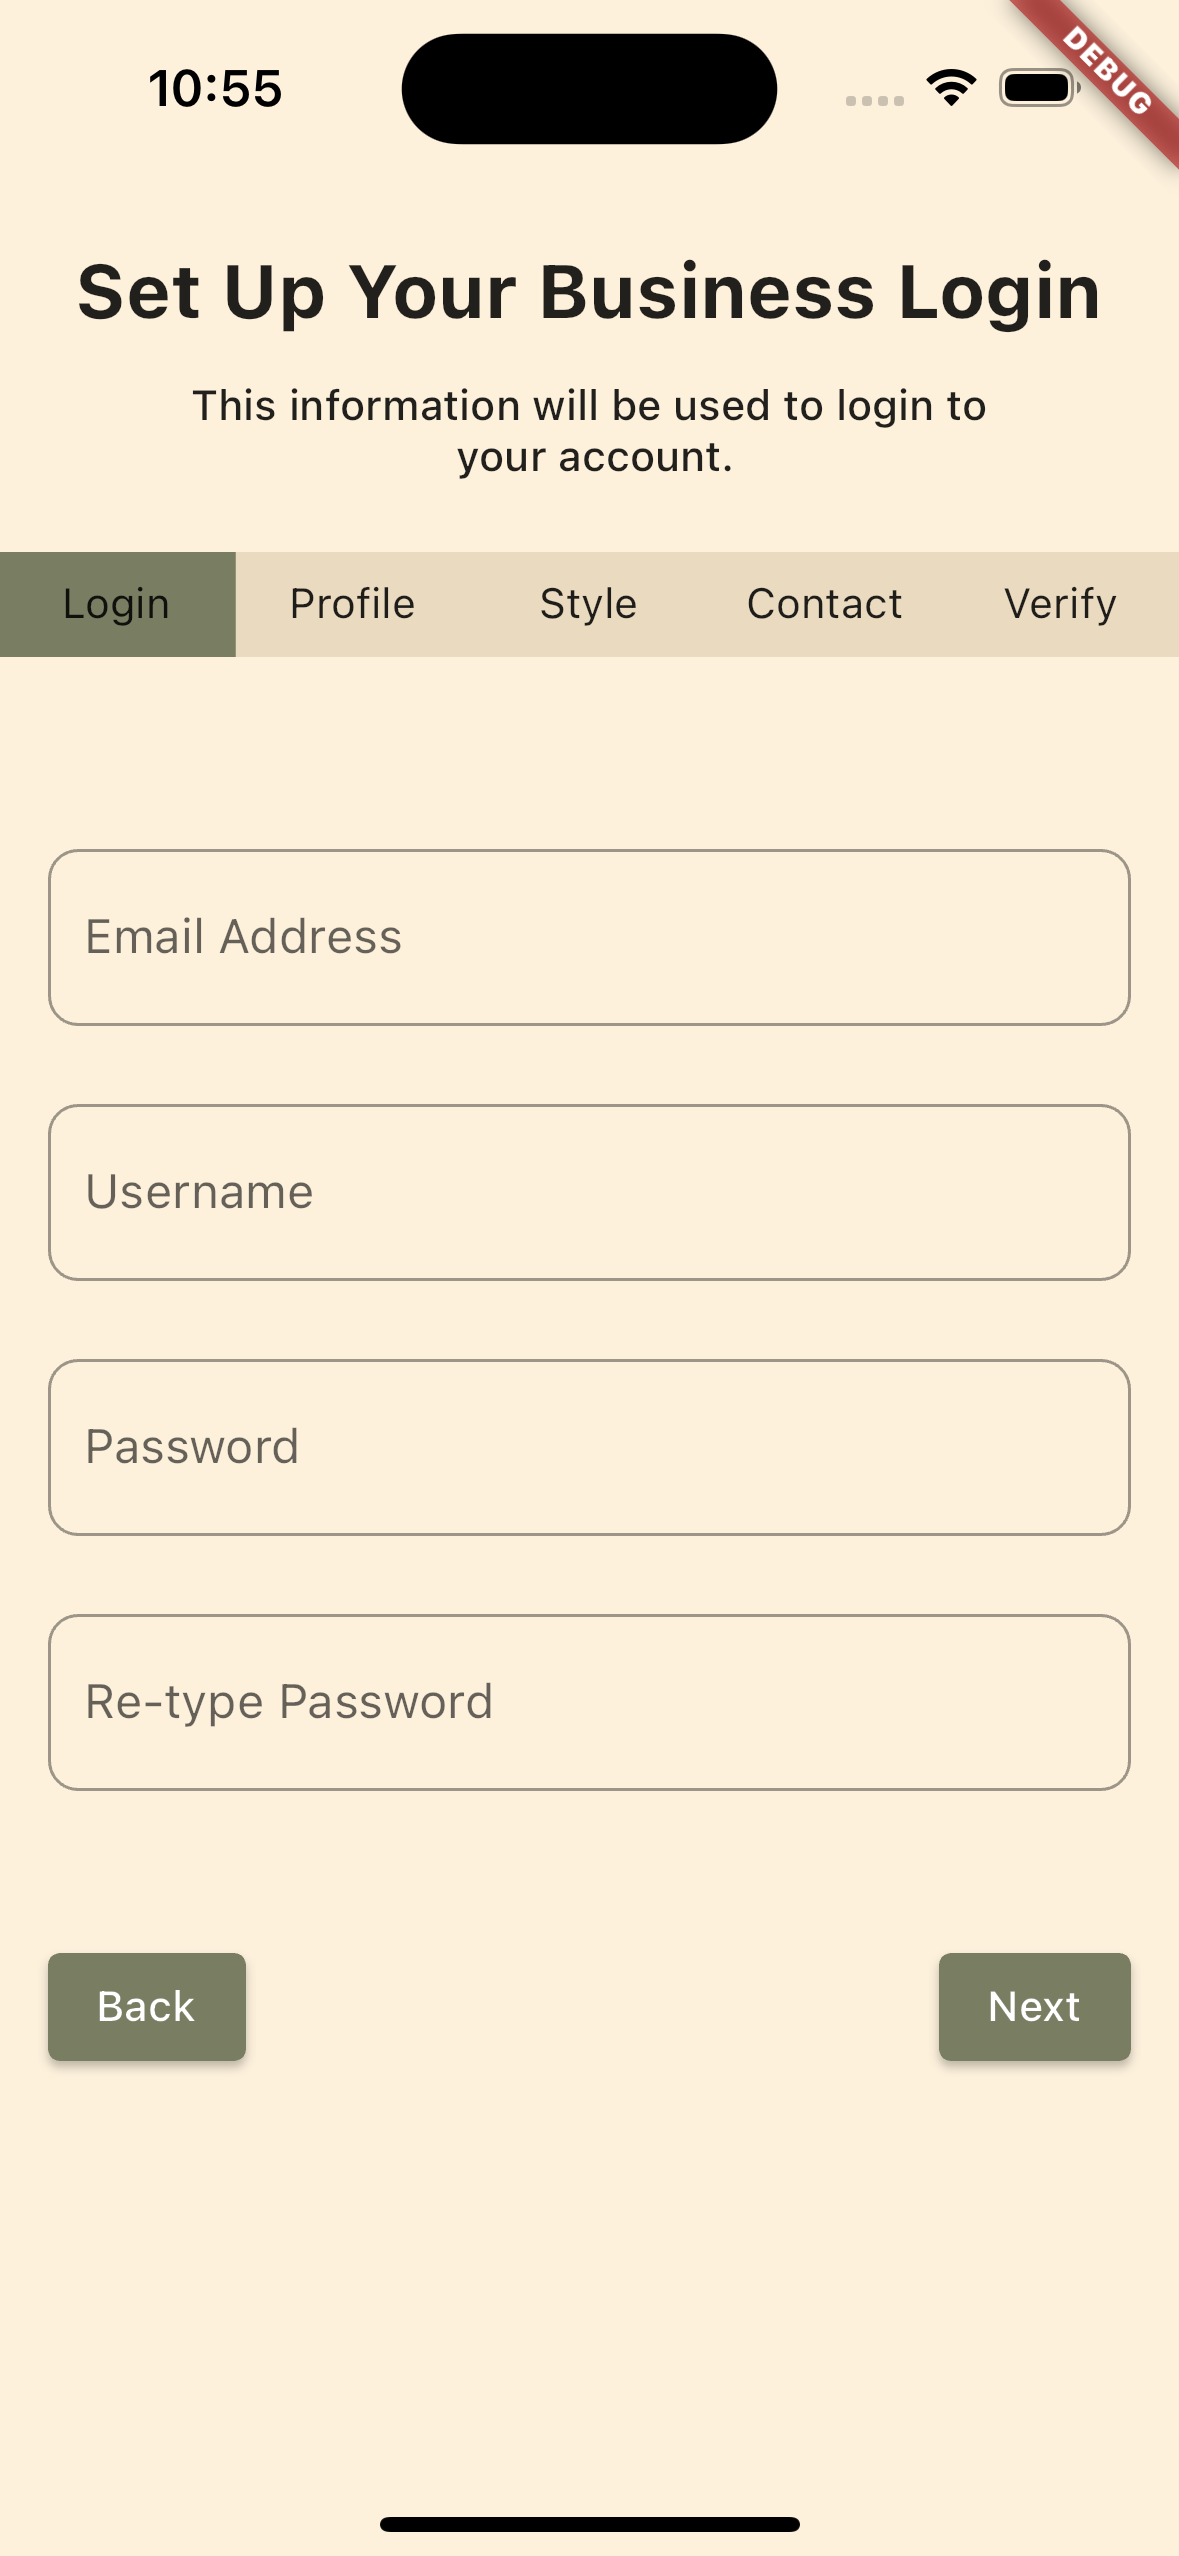 10:55
DEBUG
Set Up Your Business Login
This information will be used to login to
your account.
Login Profile Style Contact Verify
Email Address
Username
Password
Re-type Password
Back Next